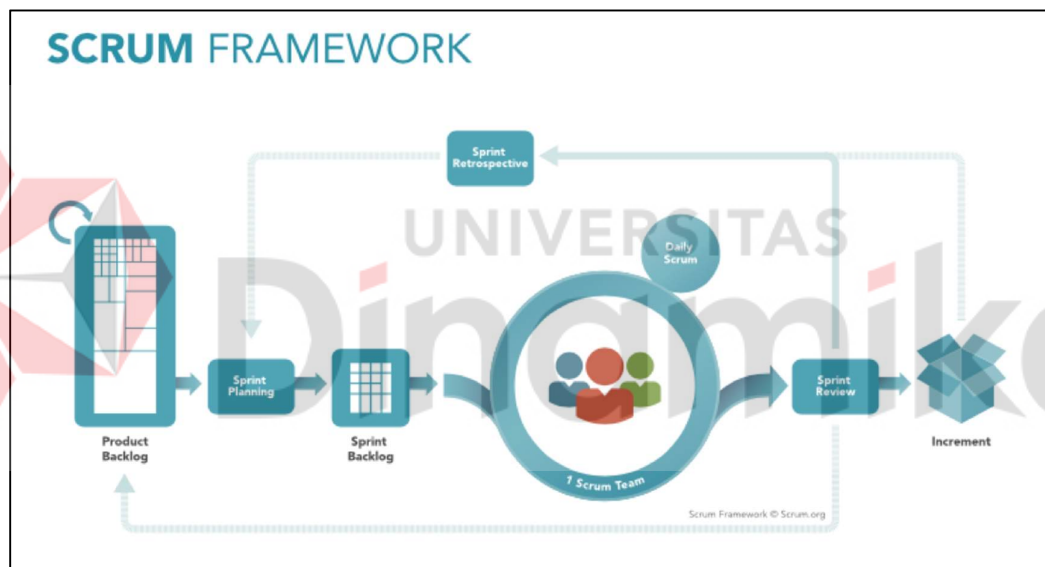 SCRUM FRAMEWORK
Sprint
Retrospective
UNIVERSITAS
Dinamika
Daily
Scrum
Sprint
Planning
Sprint
Review
Product
Backlog
Sprint
Backlog
Increment
1 Scrum Team
Scrum Framework © Scrum.org